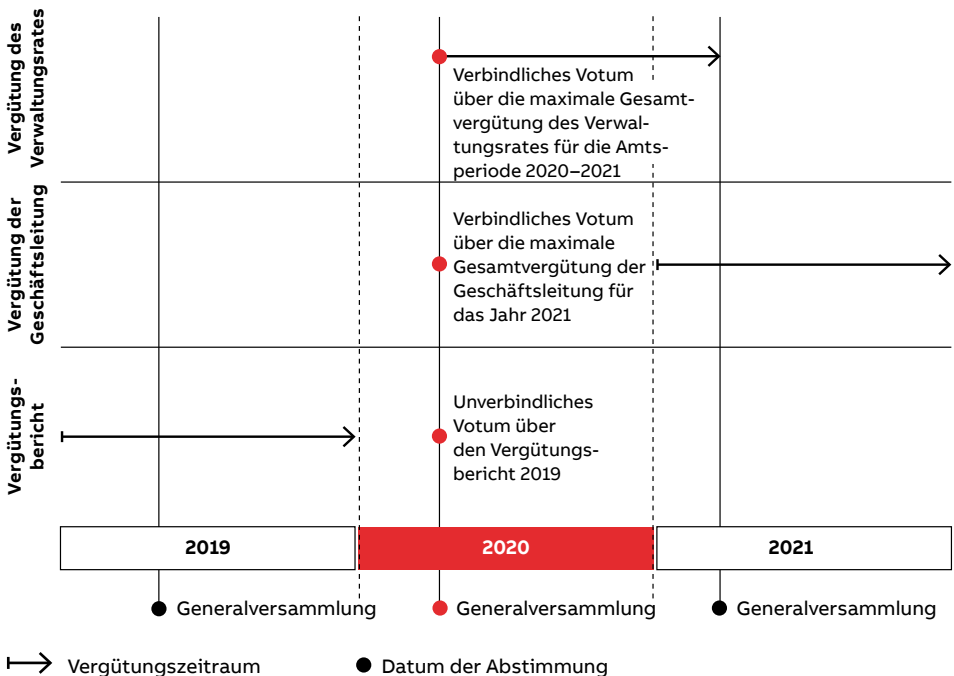 Vergütung des
Verwaltungsrates
Verbindliches Votum
über die maximale Gesamt-
vergütung des Verwal-
tungsrates für die Amts-
periode 2020–2021
Vergütung der
Geschäftsleitung
Verbindliches Votum
über die maximale
Gesamtvergütung der
Geschäftsleitung für
das Jahr 2021
Vergütungs-
bericht
Unverbindliches
Votum über
den Vergütungs-
bericht 2019
2019
2020
2021
Generalversammlung
Generalversammlung
Generalversammlung
Vergütungszeitraum
Datum der Abstimmung